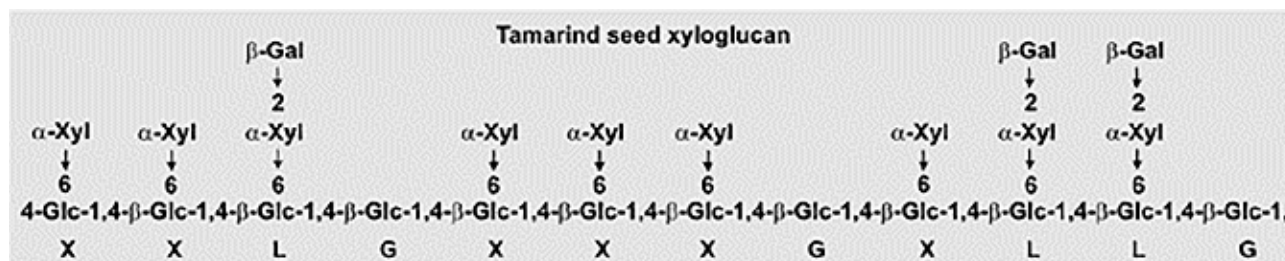 Tamarind seed xyloglucan
β-Gal β-Gal β-Gal
↓ ↓ ↓
2 2 2
α-Xyl α-Xyl α-Xyl α-Xyl α-Xyl α-Xyl α-Xyl α-Xyl α-Xyl
↓ ↓ ↓ ↓ ↓ ↓ ↓ ↓ ↓
6 6 6 6 6 6 6 6 6
4-Glc-1,4-β-Glc-1,4-β-Glc-1,4-β-Glc-1,4-β-Glc-1,4-β-Glc-1,4-β-Glc-1,4-β-Glc-1,4-β-Glc-1,4-β-Glc-1,4-β-Glc-1,4-β-Glc-1,
X X L G X X X G X L L G